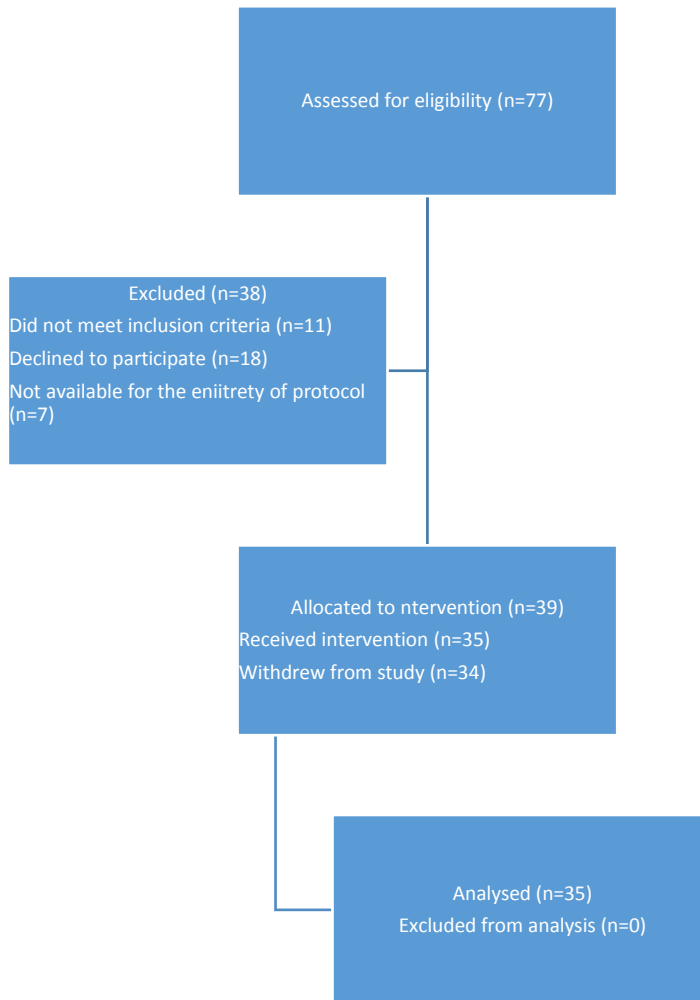 Assessed for eligibility (n=77)
Excluded (n=38)
Did not meet inclusion criteria (n=11)
Declined to participate (n=18)
Not available for the eniitrety of protocol
(n=7)
Allocated to ntervention (n=39)
Received intervention (n=35)
Withdrew from study (n=34)
Analysed (n=35)
Excluded from analysis (n=0)